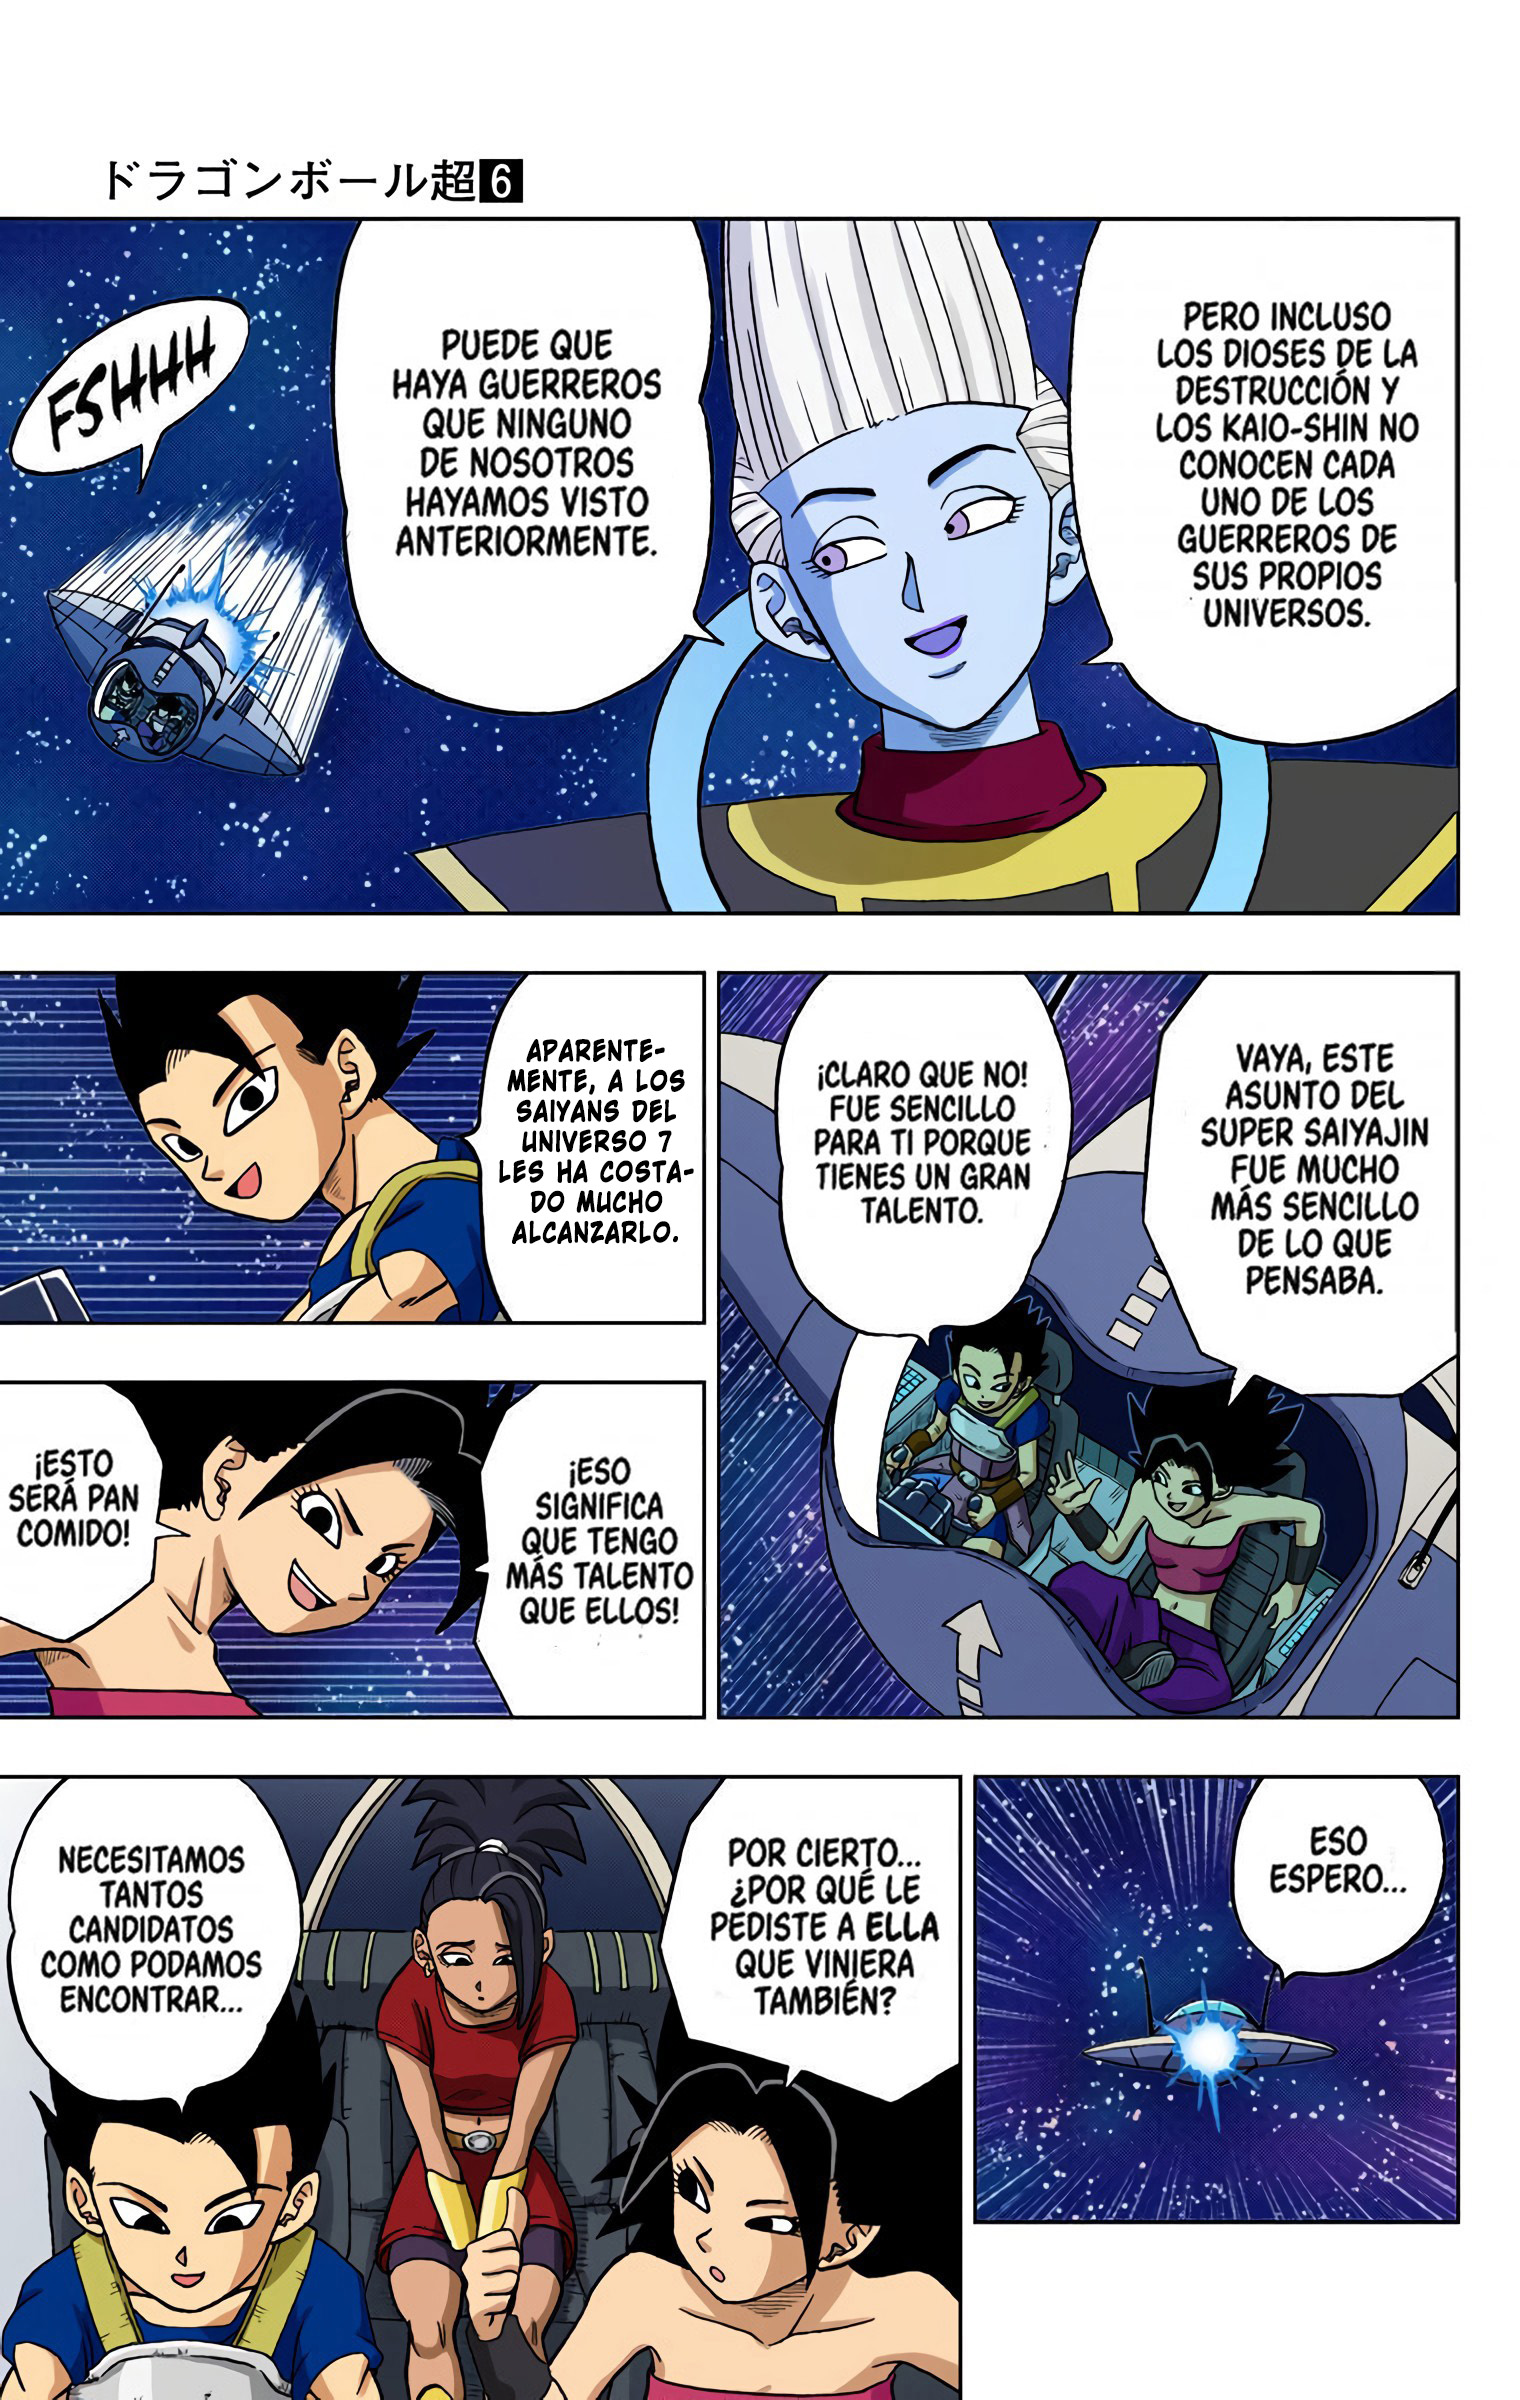 ドラゴンボール超6
PERO INCLUSO
LOS DIOSES DE LA
DESTRUCCIÓN Y
LOS KAIO-SHIN NO
CONOCEN CADA
UNO DE LOS
GUERREROS DE
SUS PROPIOS
UNIVERSOS.
PUEDE QUE
HAYA GUERREROS
QUE NINGUNO
DE NOSOTROS
HAYAMOS VISTO
ANTERIORMENTE.
FSHHH
VAYA, ESTE
ASUNTO DEL
SUPER SAIYAJIN
FUE MUCHO
MÁS SENCILLO
DE LO QUE
PENSABA.
¡CLARO QUE NO!
FUE SENCILLO
PARA TI PORQUE
TIENES UN GRAN
TALENTO.
APARENTE-
MENTE, A LOS
SAIYANS DEL
UNIVERSO 7
LES HA COSTA-
DO MUCHO
ALCANZARLO.
¡ESO
SIGNIFICA
QUE TENGO
MÁS TALENTO
QUE ELLOS!
¡ESTO
SERÁ PAN
COMIDO!
ESO
ESPERO...
POR CIERTO...
¿POR QUÉ LE
PEDISTE A ELLA
QUE VINIERA
TAMBIÉN?
NECESITAMOS
TANTOS
CANDIDATOS
COMO PODAMOS
ENCONTRAR...